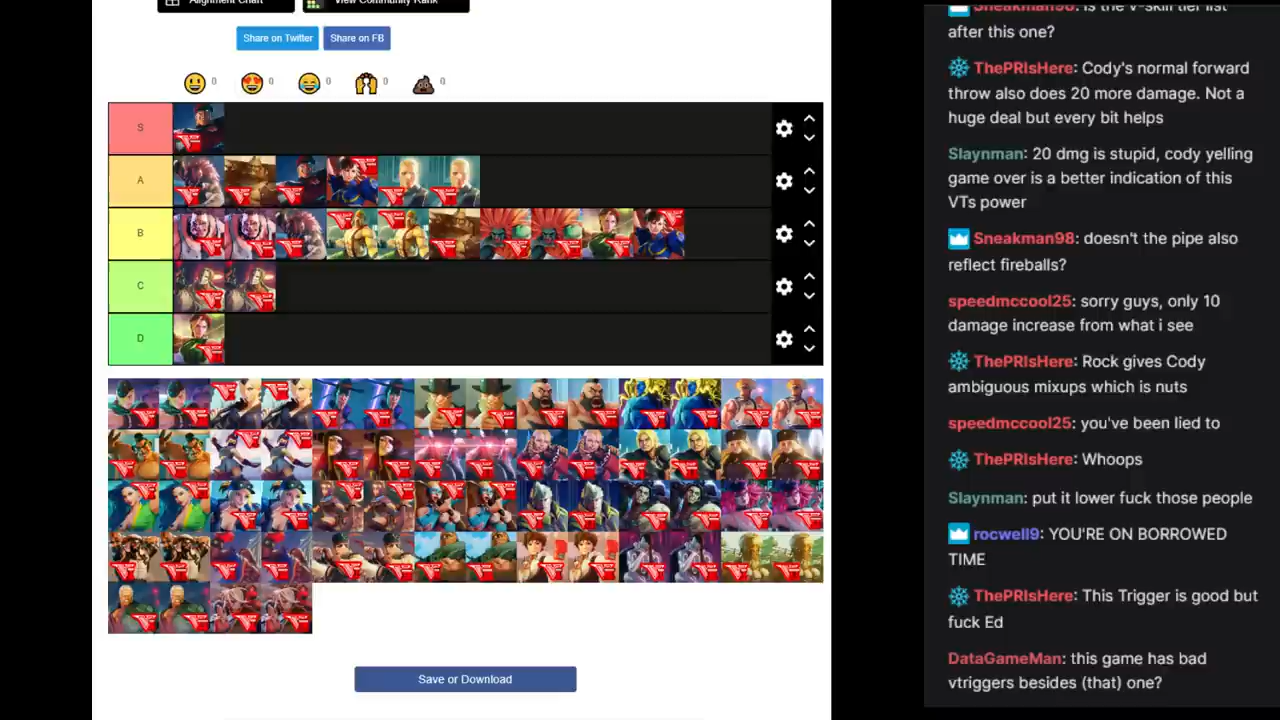 Alignment Chart
View Community Rank
Share on Twitter
Share on FB
0
0
0
0
0
S
A
B
C
D
Save or Download
Sneakman98: is the v-skill tier list
after this one?
ThePRIsHere: Cody's normal forward
throw also does 20 more damage. Not a
huge deal but every bit helps
Slaynman: 20 dmg is stupid, cody yelling
game over is a better indication of this
VTs power
Sneakman98: doesn't the pipe also
reflect fireballs?
speedmccool25: sorry guys, only 10
damage increase from what i see
ThePRIsHere: Rock gives Cody
ambiguous mixups which is nuts
speedmccool25: you've been lied to
ThePRIsHere: Whoops
Slaynman: put it lower fuck those people
rocwell9: YOU'RE ON BORROWED
TIME
ThePRIsHere: This Trigger is good but
fuck Ed
DataGameMan: this game has bad
vtriggers besides (that) one?